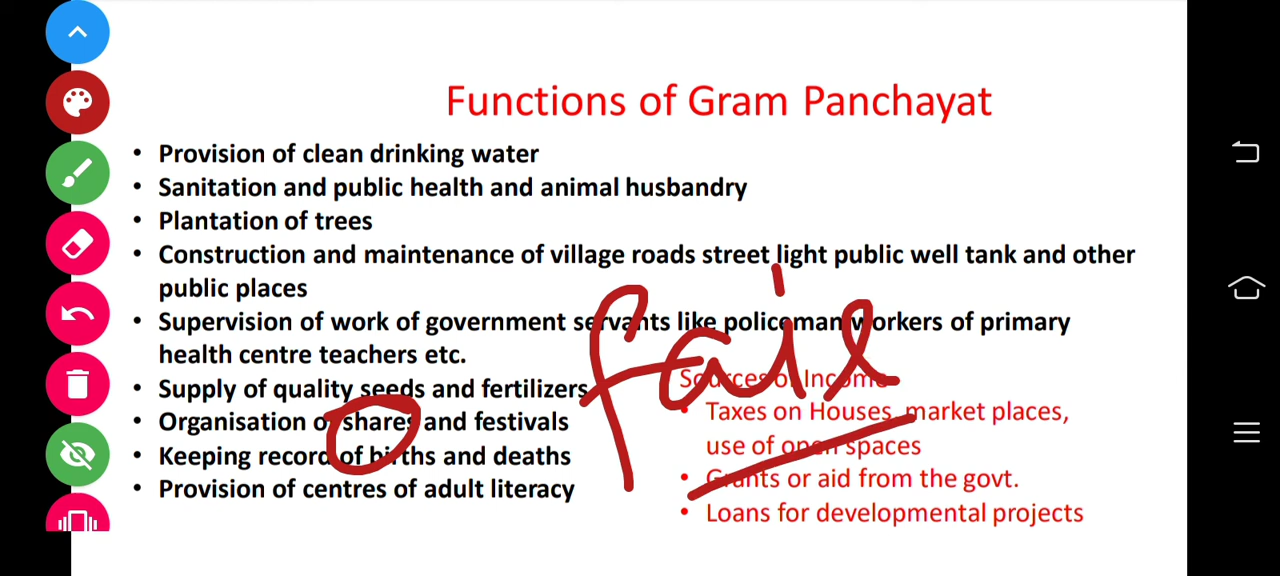 Functions of Gram Panchayat
• Provision of clean drinking water
• Sanitation and public health and animal husbandry
• Plantation of trees
• Construction and maintenance of village roads street light public well tank and other
public places
• Supervision of work of government servants like policeman workers of primary
health centre teachers etc.
• Supply of quality seeds and fertilizers
• Organisation of shares and festivals
• Keeping record of births and deaths
• Provision of centres of adult literacy
fair
Sources of Income
• Taxes on Houses, market places,
use of open spaces
• Grants or aid from the govt.
• Loans for developmental projects